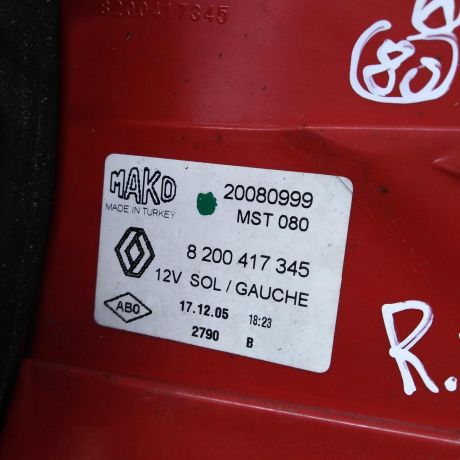 8200417345
80
MAKO
MADE IN TURKEY
20080999
MST 080
8 200 417 345
12V SOL / GAUCHE
ABO
17.12.05 18:23
2790 B
R.